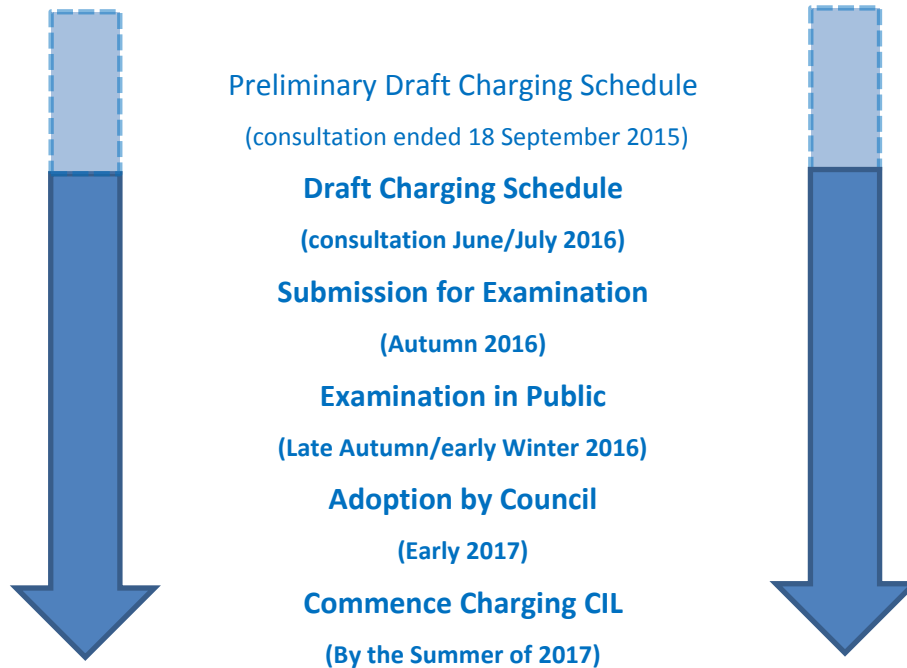 Preliminary Draft Charging Schedule
(consultation ended 18 September 2015)
Draft Charging Schedule
(consultation June/July 2016)
Submission for Examination
(Autumn 2016)
Examination in Public
(Late Autumn/early Winter 2016)
Adoption by Council
(Early 2017)
Commence Charging CIL
(By the Summer of 2017)